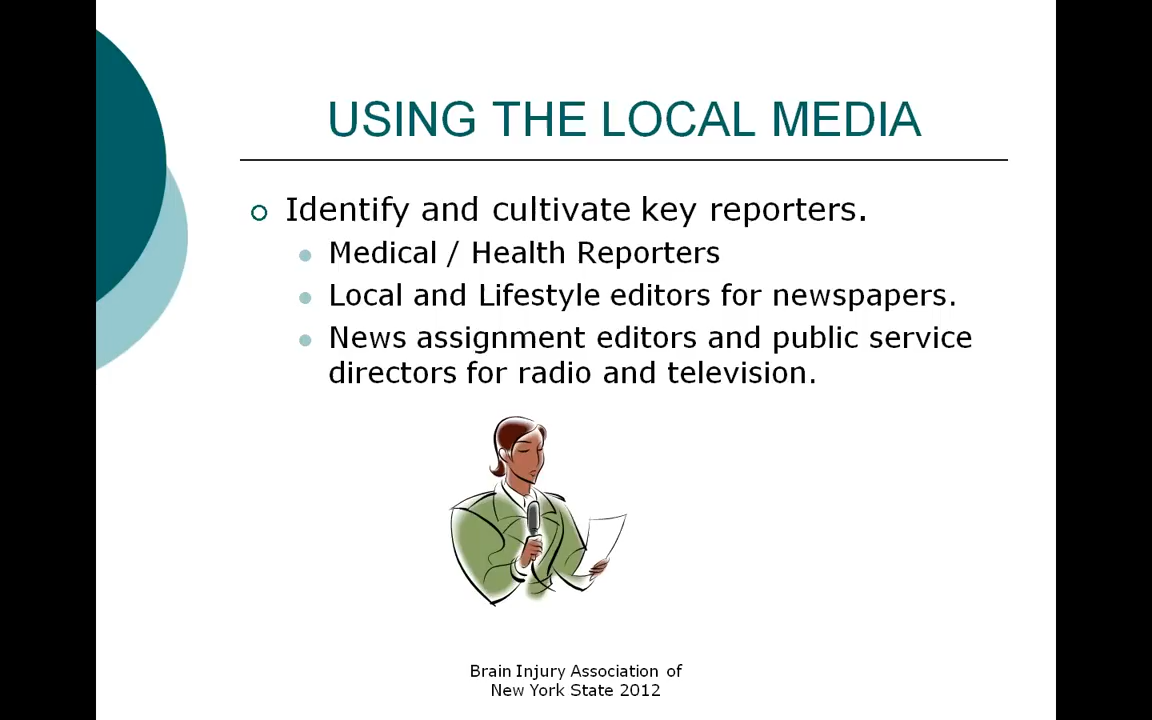 USING THE LOCAL MEDIA
Identify and cultivate key reporters.
Medical / Health Reporters
Local and Lifestyle editors for newspapers.
News assignment editors and public service
directors for radio and television.
Brain Injury Association of
New York State 2012